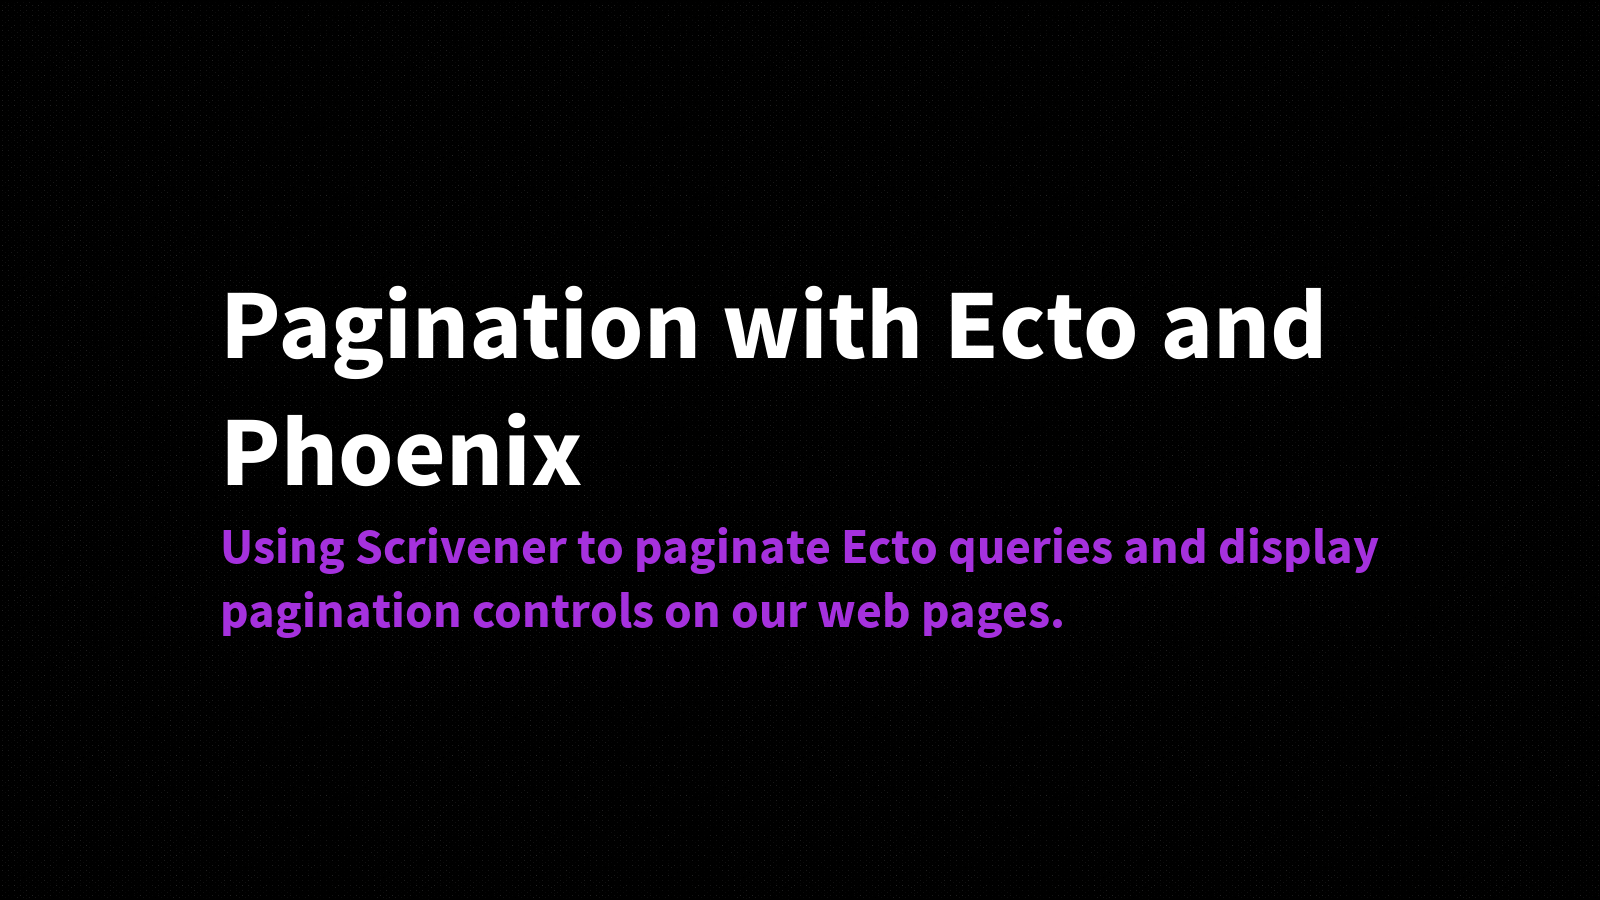 Pagination with Ecto and
Phoenix
Using Scrivener to paginate Ecto queries and display
pagination controls on our web pages.